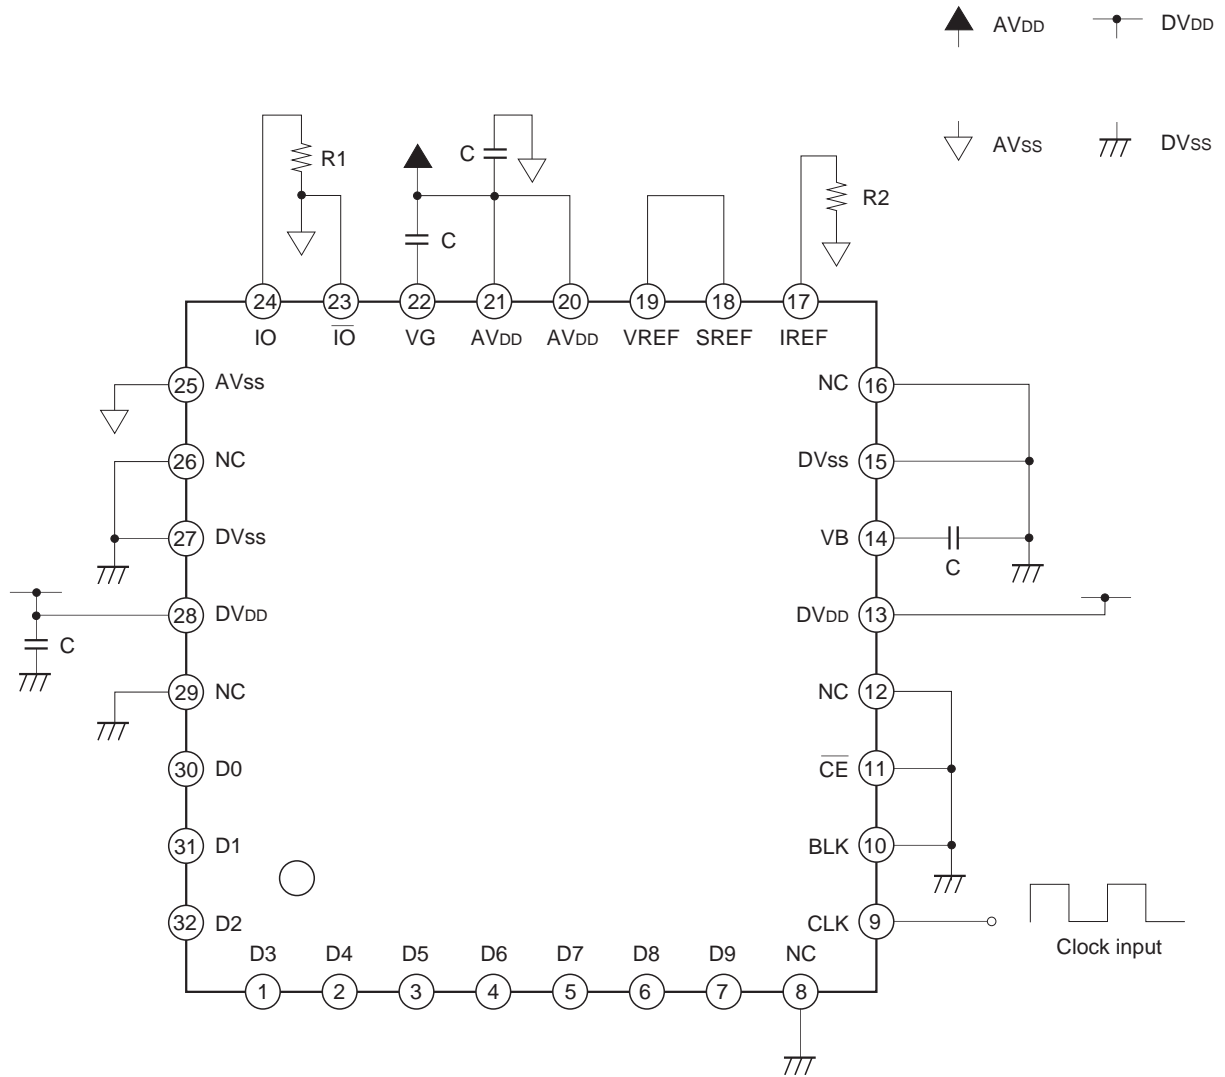 AVDD DVDD
AVSS DVSS
R1
C
C
R2
24 23 22 21 20 19 18 17
IO IO VG AVDD AVDD VREF SREF IREF
25 AVss
NC 16
26 NC
DVss 15
27 DVss
VB 14
C
28 DVDD
DVDD 13
C
29 NC
NC 12
30 D0
CE 11
31 D1
BLK 10
32 D2
CLK 9
Clock input
D3 D4 D5 D6 D7 D8 D9 NC
1 2 3 4 5 6 7 8